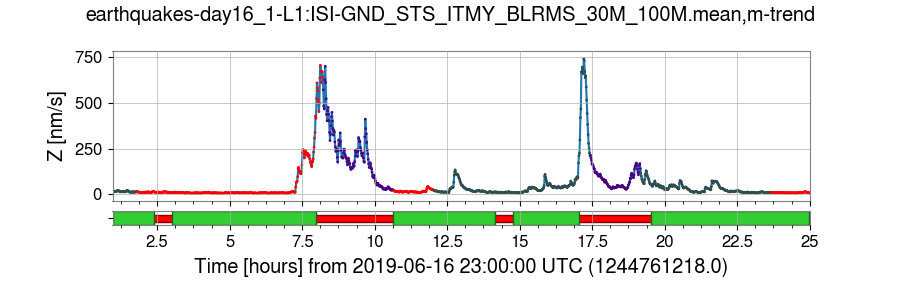 earthquakes-day16_1-L1:ISI-GND_STS_ITMY_BLRMS_30M_100M.mean,m-trend
Z [nm/s]
750
500
250
0
2.5 5 7.5 10 12.5 15 17.5 20 22.5 25
Time [hours] from 2019-06-16 23:00:00 UTC (1244761218.0)